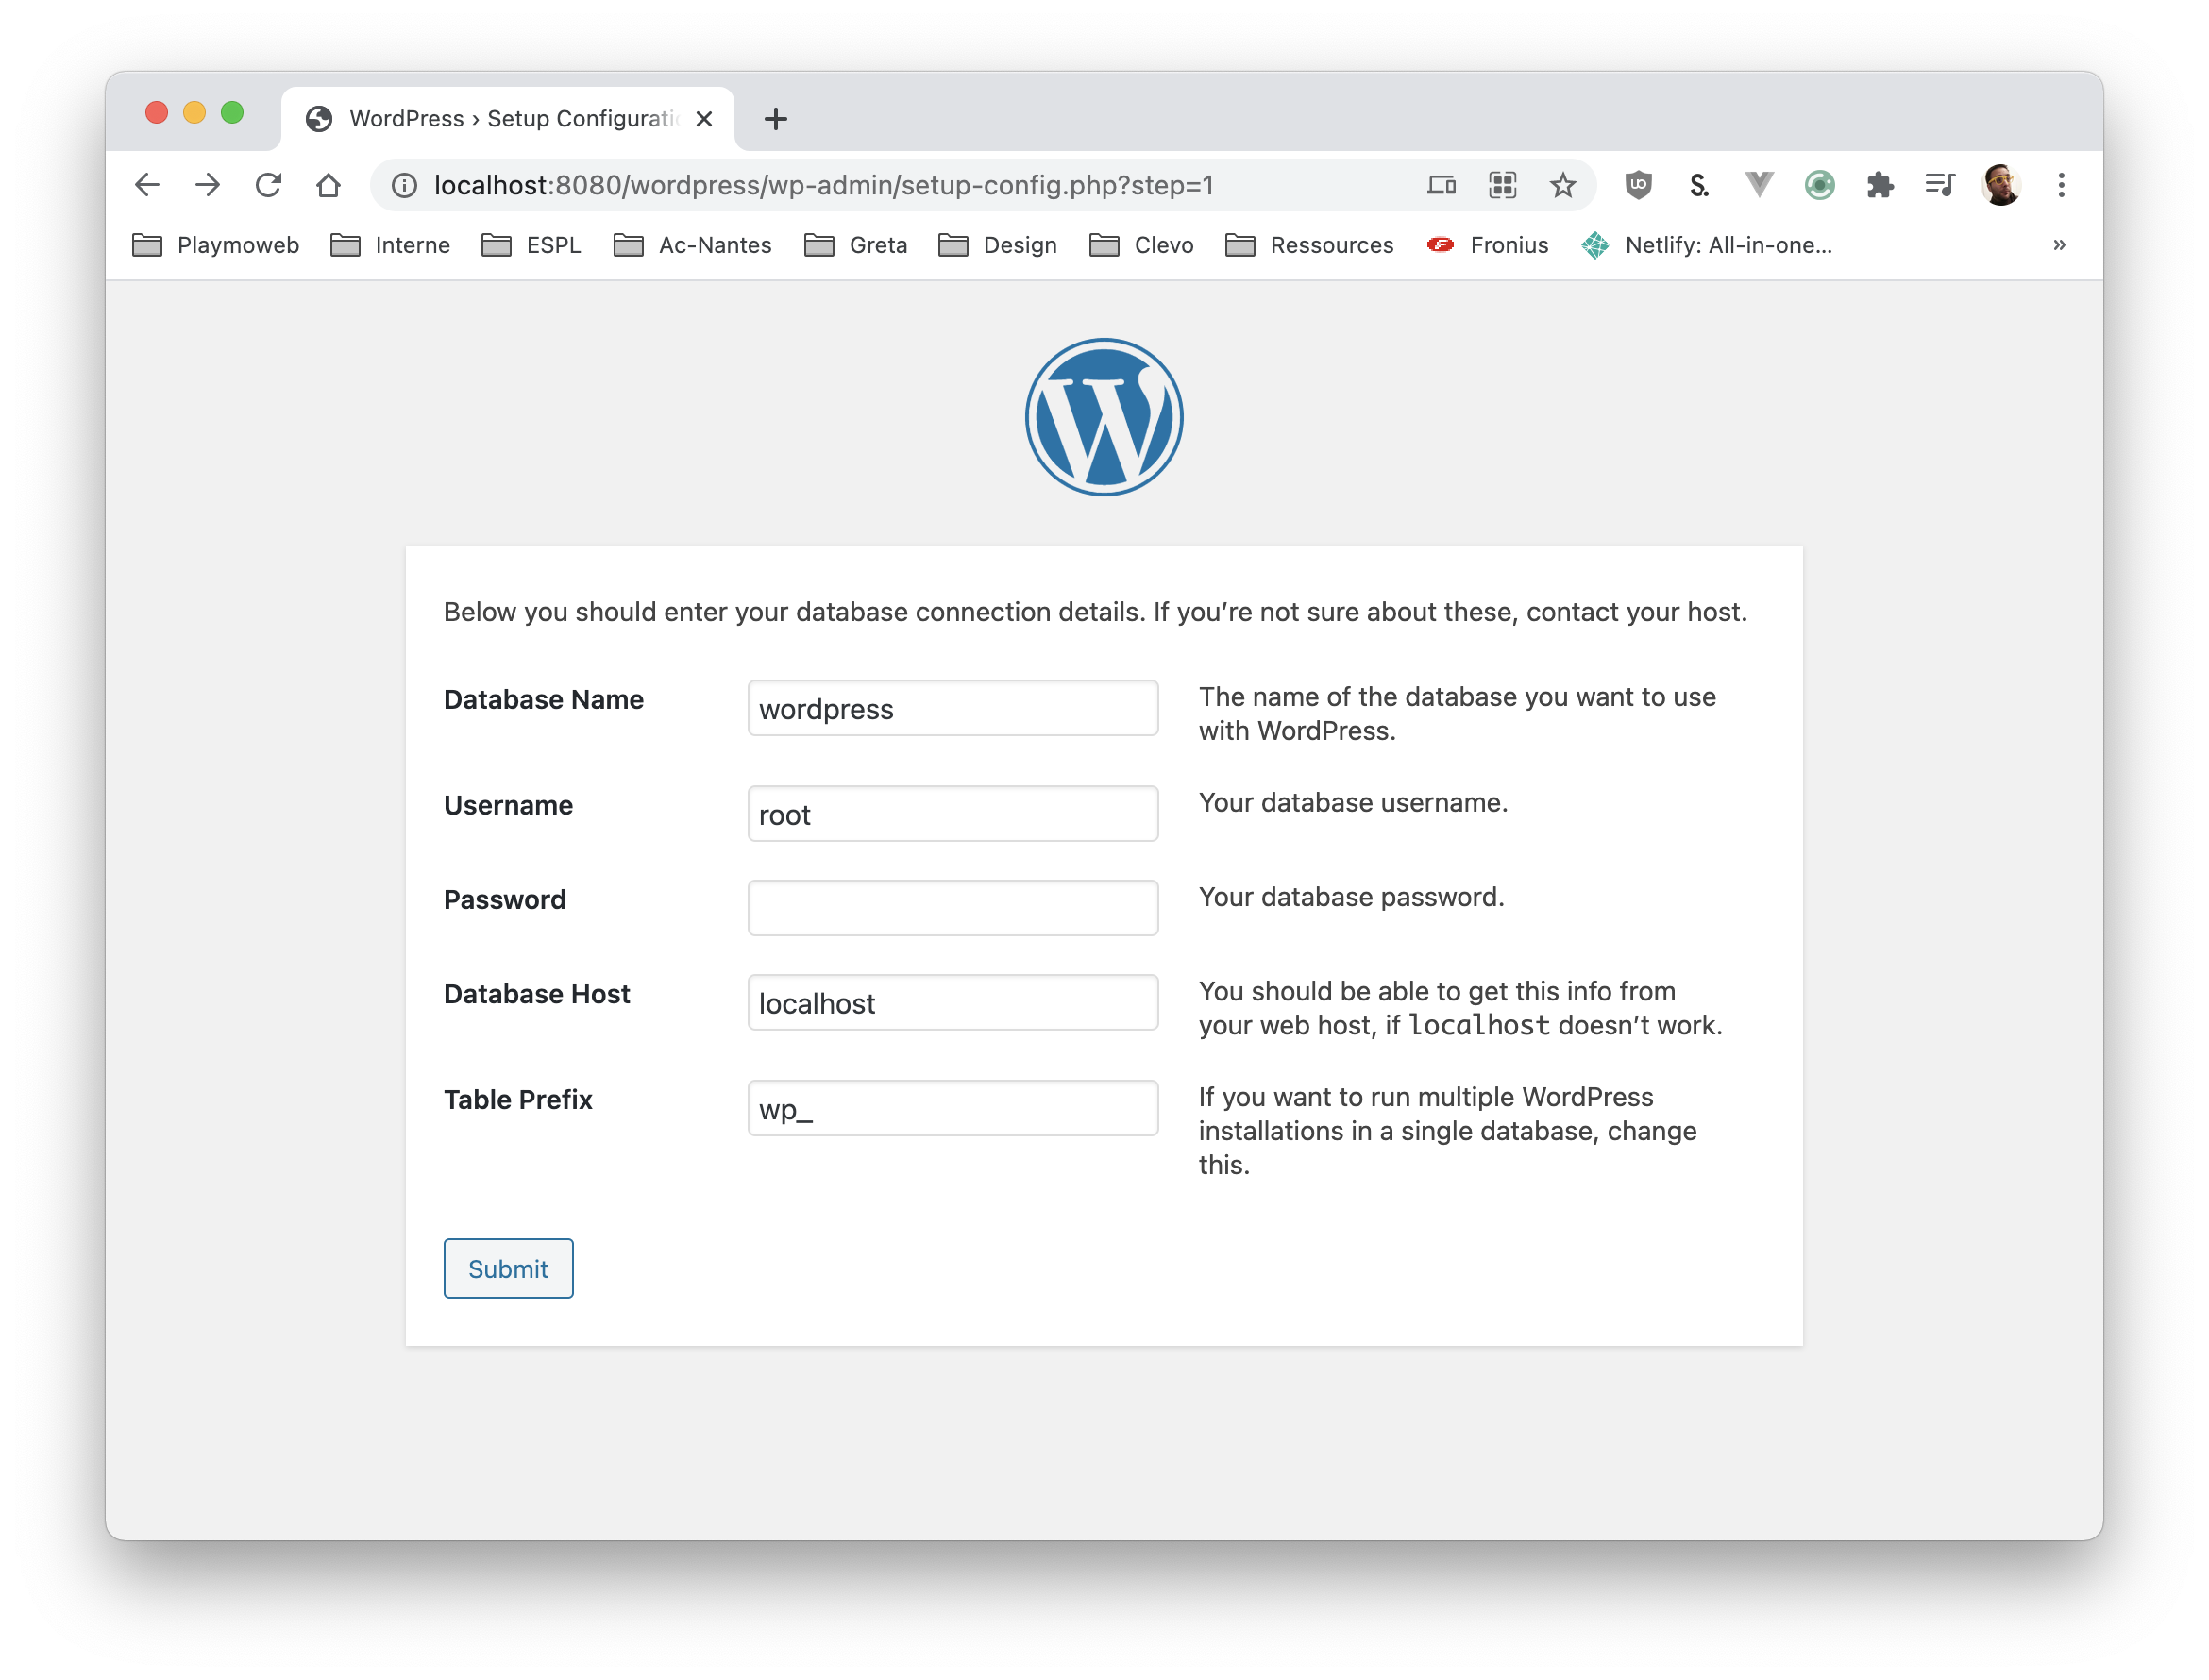 WordPress › Setup Configurati
localhost:8080/wordpress/wp-admin/setup-config.php?step=1
Playmoweb Interne ESPL Ac-Nantes Greta Design Clevo Ressources Fronius Netlify: All-in-one... »
Below you should enter your database connection details. If you’re not sure about these, contact your host.
Database Name wordpress The name of the database you want to use
with WordPress.
Username root Your database username.
Password Your database password.
Database Host localhost You should be able to get this info from
your web host, if localhost doesn’t work.
Table Prefix wp_ If you want to run multiple WordPress
installations in a single database, change
this.
Submit